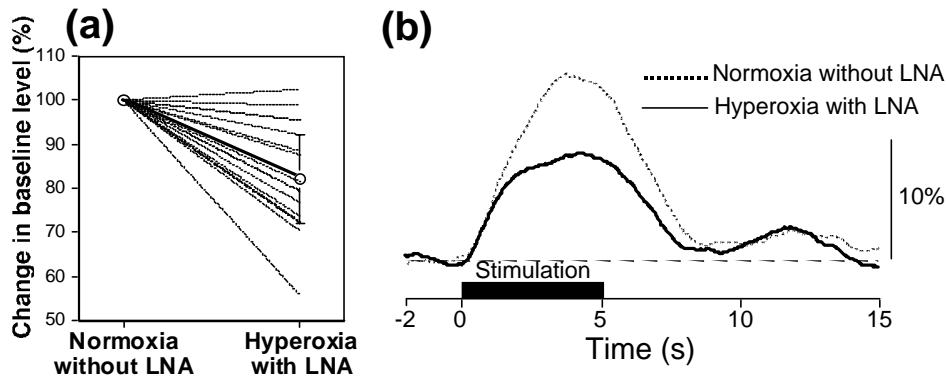 (a)
Change in baseline level (%)
110
100
90
80
70
60
50
Normoxia
without LNA
Hyperoxia
with LNA
(b)
Normoxia without LNA
Hyperoxia with LNA
10%
Stimulation
-2
0
5
10
15
Time (s)